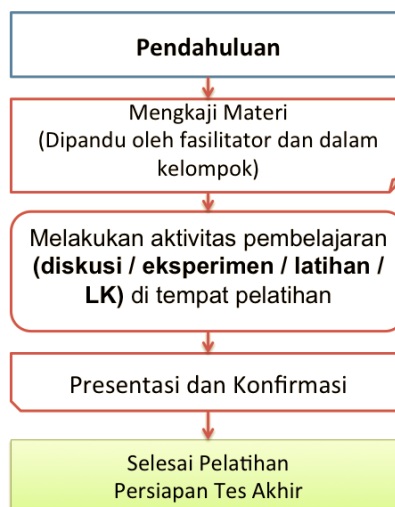 Pendahuluan
Mengkaji Materi
(Dipandu oleh fasilitator dan dalam
kelompok)
Melakukan aktivitas pembelajaran
(diskusi / eksperimen / latihan /
LK) di tempat pelatihan
Presentasi dan Konfirmasi
Selesai Pelatihan
Persiapan Tes Akhir